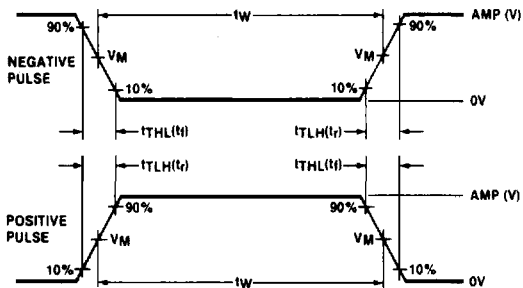 tW
AMP (V)
90%
90%
NEGATIVE
PULSE
VM
VM
10%
10%
0V
tTHL(tf)
tTLH(tr)
tTLH(tr)
tTHL(tf)
AMP (V)
90%
90%
POSITIVE
PULSE
VM
VM
10%
10%
tW
0V